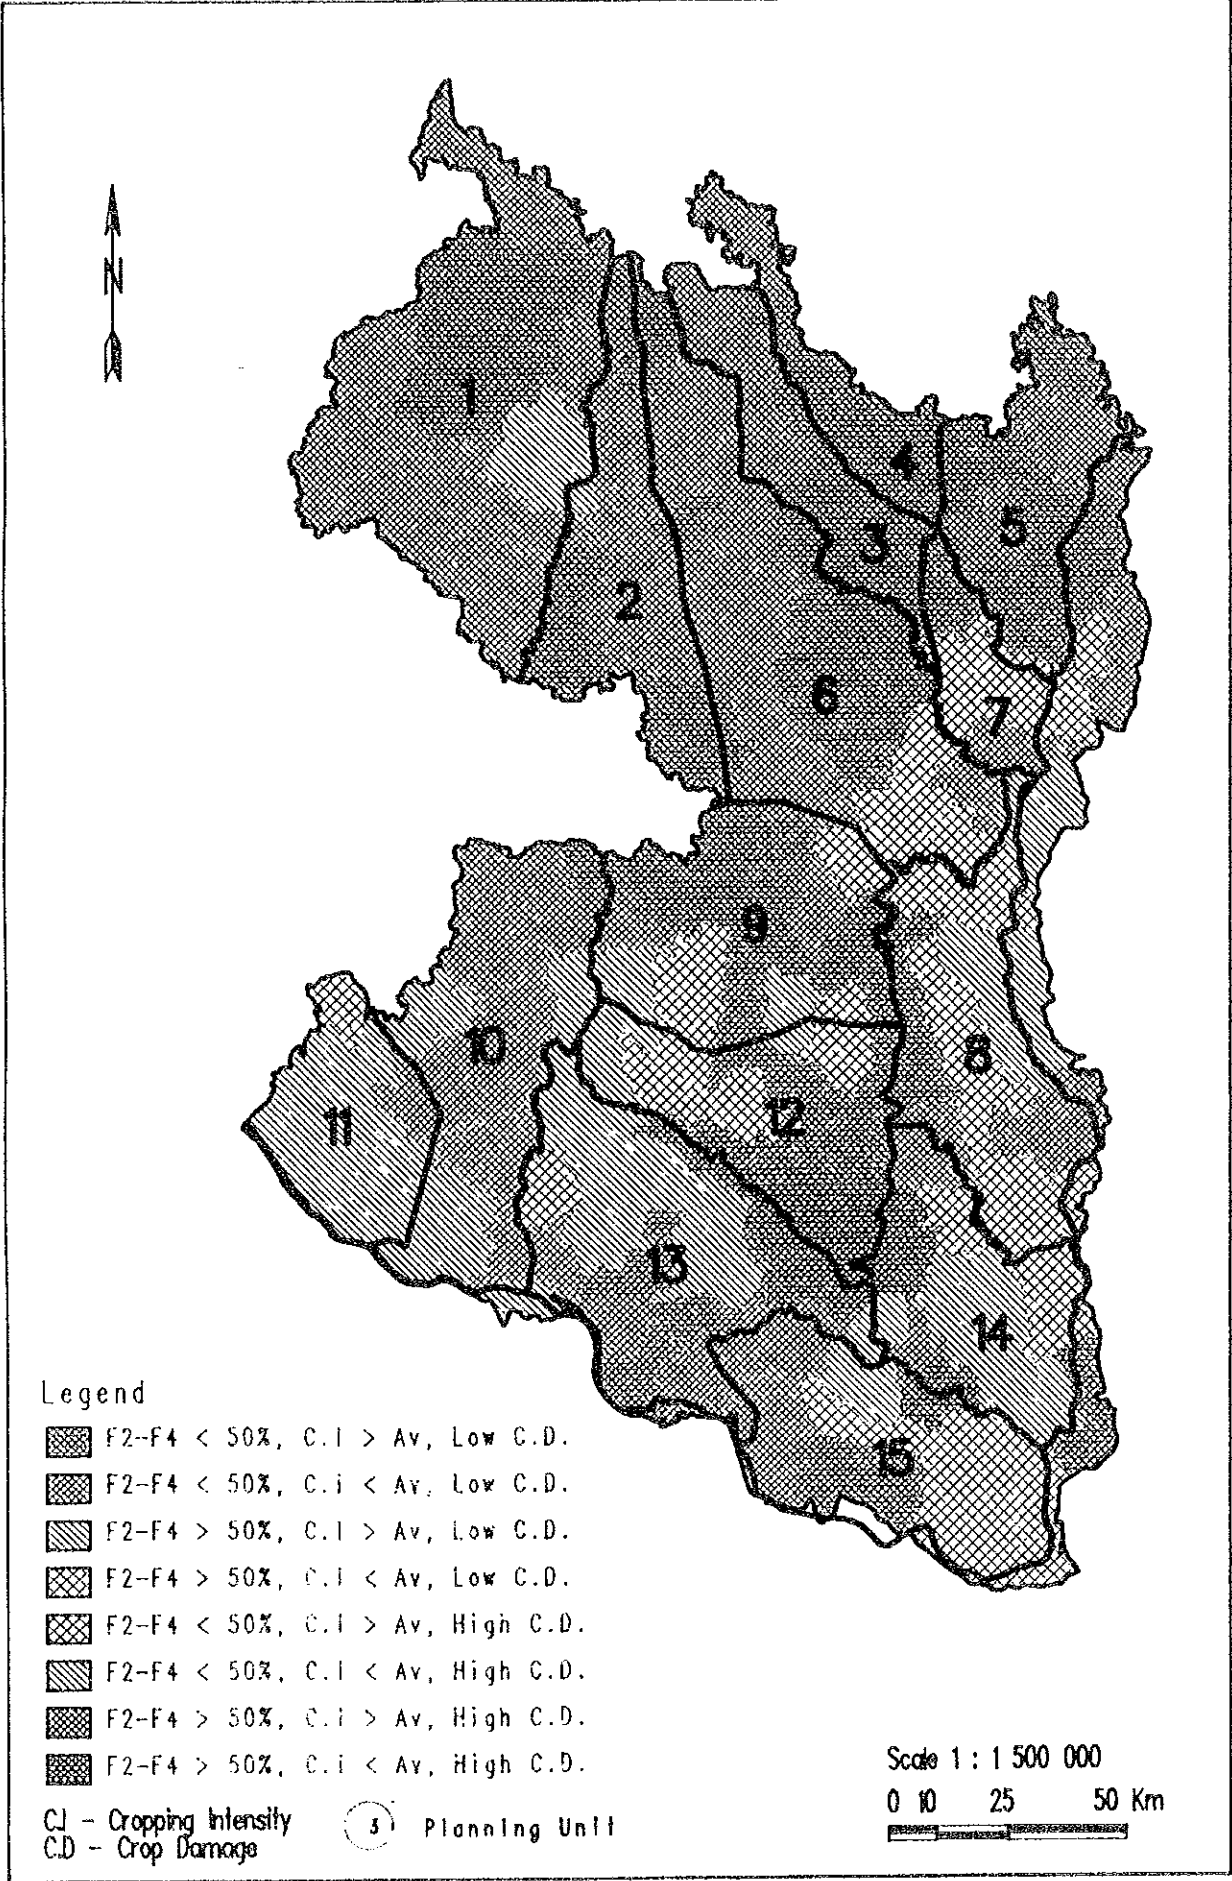 N
1
4
5
3
2
6
7
9
10
8
11
12
13
14
15
Legend
F2-F4 < 50%, C.I > Av, Low C.D.
F2-F4 < 50%, C.i < Av, Low C.D.
F2-F4 > 50%, C.I > Av, Low C.D.
F2-F4 > 50%, C.I < Av, Low C.D.
F2-F4 < 50%, C.I > Av, High C.D.
F2-F4 < 50%, C.I < Av, High C.D.
F2-F4 > 50%, C.i > Av, High C.D.
F2-F4 > 50%, C.i < Av, High C.D.
C.I - Cropping Intensity
C.D - Crop Damage
3 Planning Unit
Scale 1 : 1 500 000
0 10 25 50 Km